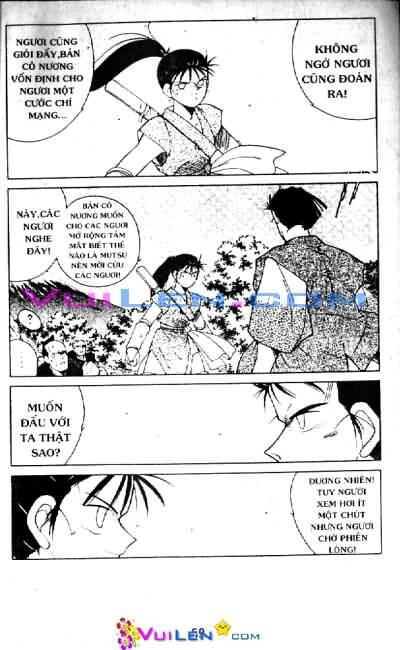 NGƯƠI CŨNG
GIỎI ĐẤY, BẢN
CÔ NƯƠNG
VỐN ĐỊNH CHO
NGƯƠI MỘT
CƯỚC CHÍ
MẠNG...
KHÔNG
NGỜ NGƯƠI
CŨNG ĐOÁN
RA!
NÀY, CÁC
NGƯƠI
NGHE
ĐÂY!
BẢN CÔ
NƯƠNG MUỐN
CHO CÁC NGƯƠI
MỞ RỘNG TẦM
MẮT BIẾT THẾ
NÀO LÀ MUTSU
NÊN MỚI CỨU
CÁC NGƯƠI!
VUILEN.COM
?
MUỐN
ĐẤU VỚI
TA THẬT
SAO?
ĐƯƠNG NHIÊN!
TUY NGƯƠI
XEM HƠI ÍT
MỘT CHÚT
NHƯNG NGƯƠI
CHỚ PHIỀN
LÒNG!
VUILEN.COM